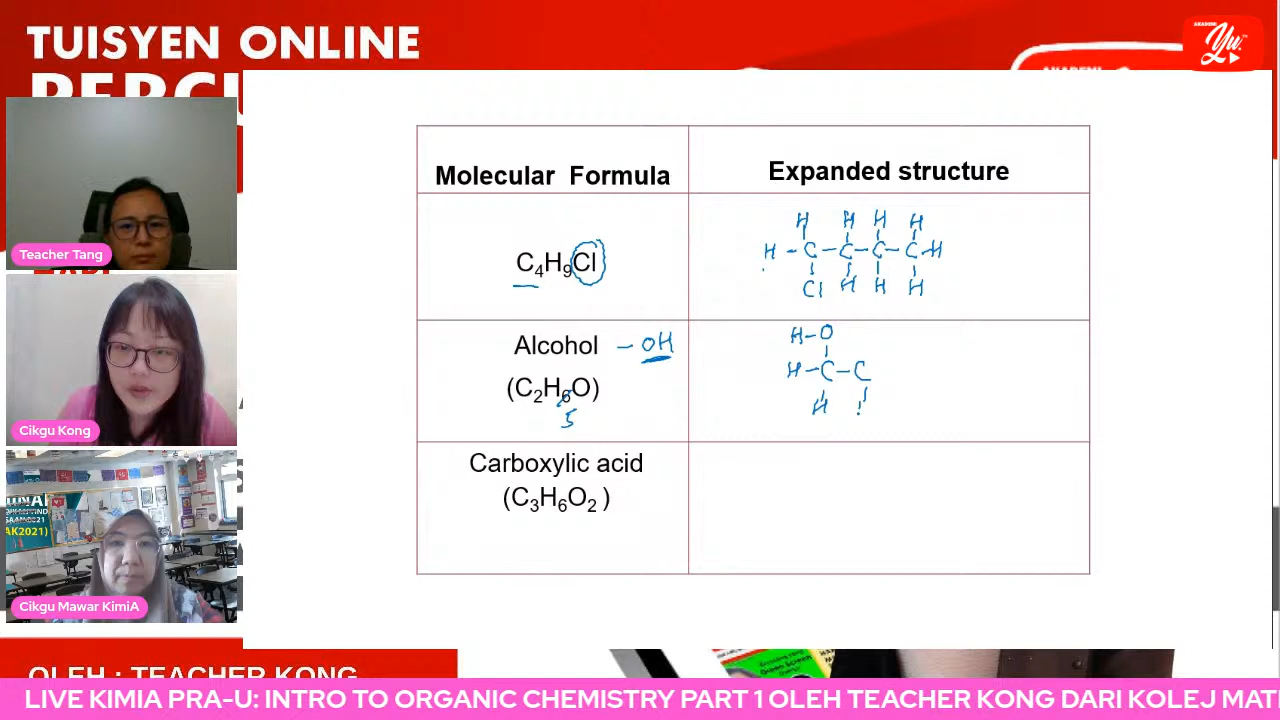 TUISYEN ONLINE
AKADEMI
Yu.
Teacher Tang
Cikgu Kong
Cikgu Mawar KimiA
Molecular Formula
Expanded structure
C₄H₉Cl
H H H H
H - C - C - C - C - H
Cl H H H
Alcohol - OH
(C₂H₆O)
5
H - O
H - C - C
H
Carboxylic acid
(C₃H₆O₂ )
OLEH : TEACHER KONG
LIVE KIMIA PRA-U: INTRO TO ORGANIC CHEMISTRY PART 1 OLEH TEACHER KONG DARI KOLEJ MAT